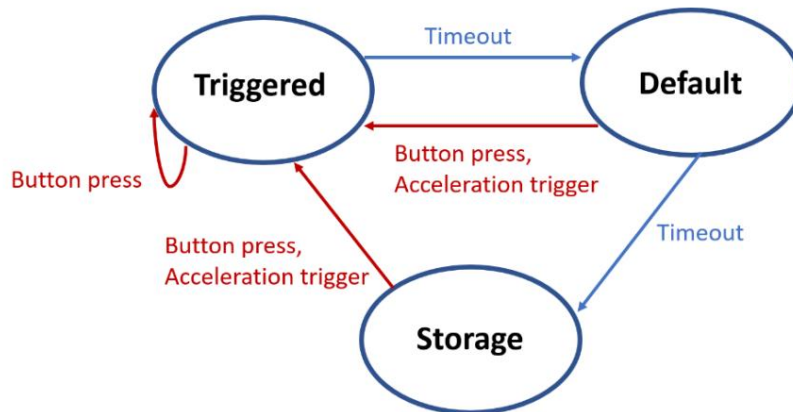 Timeout
Triggered
Default
Button press,
Acceleration trigger
Button press
Timeout
Button press,
Acceleration trigger
Storage